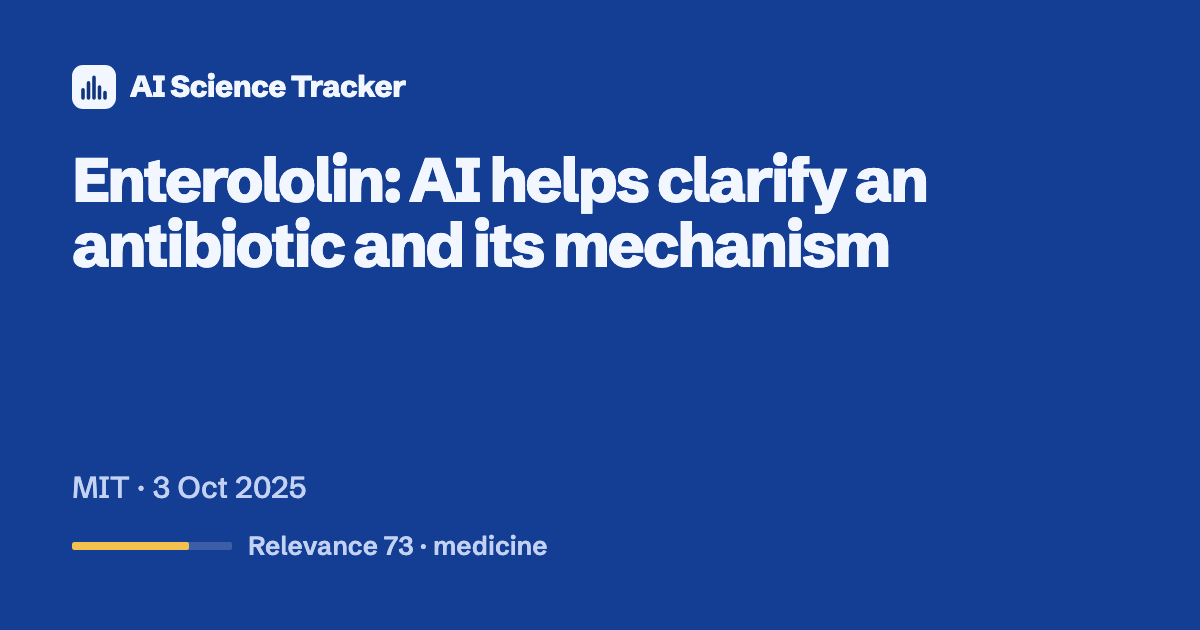 AI Science Tracker
Enterololin: AI helps clarify an
antibiotic and its mechanism
MIT · 3 Oct 2025
Relevance 73 · medicine